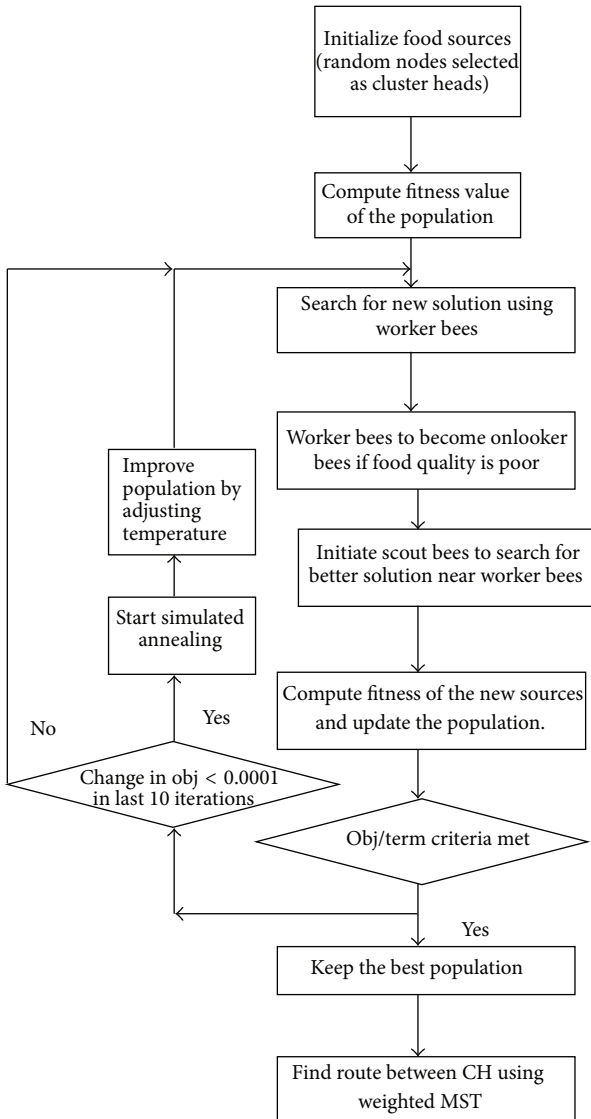 Initialize food sources
(random nodes selected
as cluster heads)
Compute fitness value
of the population
Search for new solution using
worker bees
Worker bees to become onlooker
bees if food quality is poor
Improve
population by
adjusting
temperature
Initiate scout bees to search for
better solution near worker bees
Start simulated
annealing
Compute fitness of the new sources
and update the population.
No
Yes
Change in obj < 0.0001
in last 10 iterations
Obj/term criteria met
Yes
Keep the best population
Find route between CH using
weighted MST